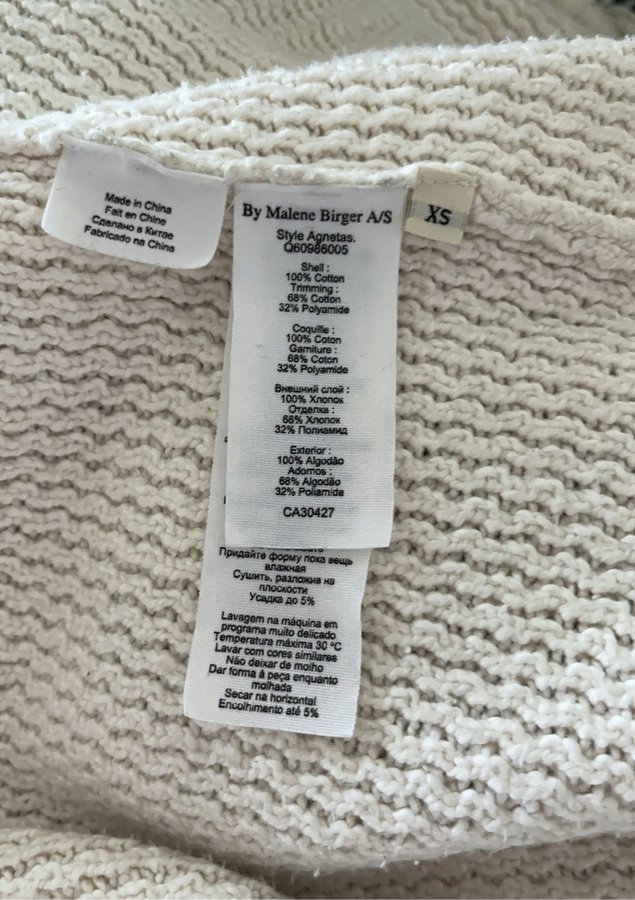 Made in China
Fait en Chine
Сделано в Китае
Fabricado na China
By Malene Birger A/S
Style Agnetas.
Q60986005
Shell :
100% Cotton
Trimming :
68% Cotton
32% Polyamide
Coquille :
100% Coton
Garniture :
68% Coton
32% Polyamide
Внешний слой :
100% Хлопок
Отделка :
68% Хлопок
32% Полиамид
Exterior :
100% Algodão
Adornos :
68% Algodão
32% Poliamida
CA30427
XS
Придайте форму пока вещь
влажная
Сушить, разложив на
плоскости
Усадка до 5%
Lavagem na máquina em
programa muito delicado
Temperatura máxima 30 ºC
Lavar com cores similares
Não deixar de molho
Dar forma à peça enquanto
molhada
Secar na horizontal
Encolhimento até 5%